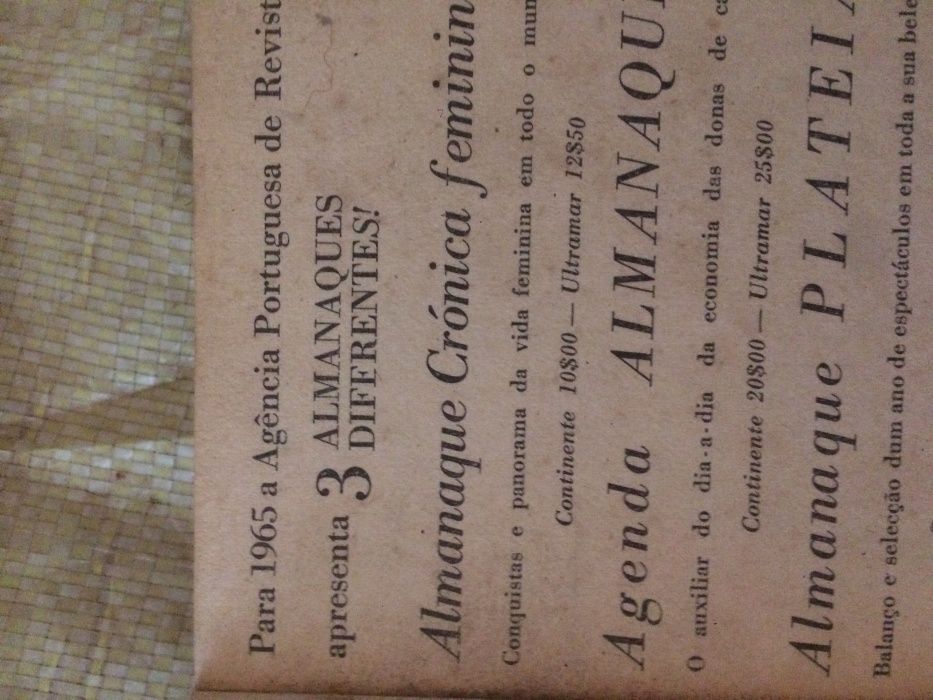 Para 1965 a Agência Portuguesa de Revist
apresenta 3 ALMANAQUES
DIFERENTES!
Almanaque Crónica feminin
Conquistas e panorama da vida feminina em todo o mun
Continente 10$00 — Ultramar 12$50
Agenda ALMANAQU
O auxiliar do dia-a-dia da economia das donas de ca
Continente 20$00 — Ultramar 25$00
Almanaque PLATEIA
Balanço e selecção dum ano de espectáculos em toda a sua bele